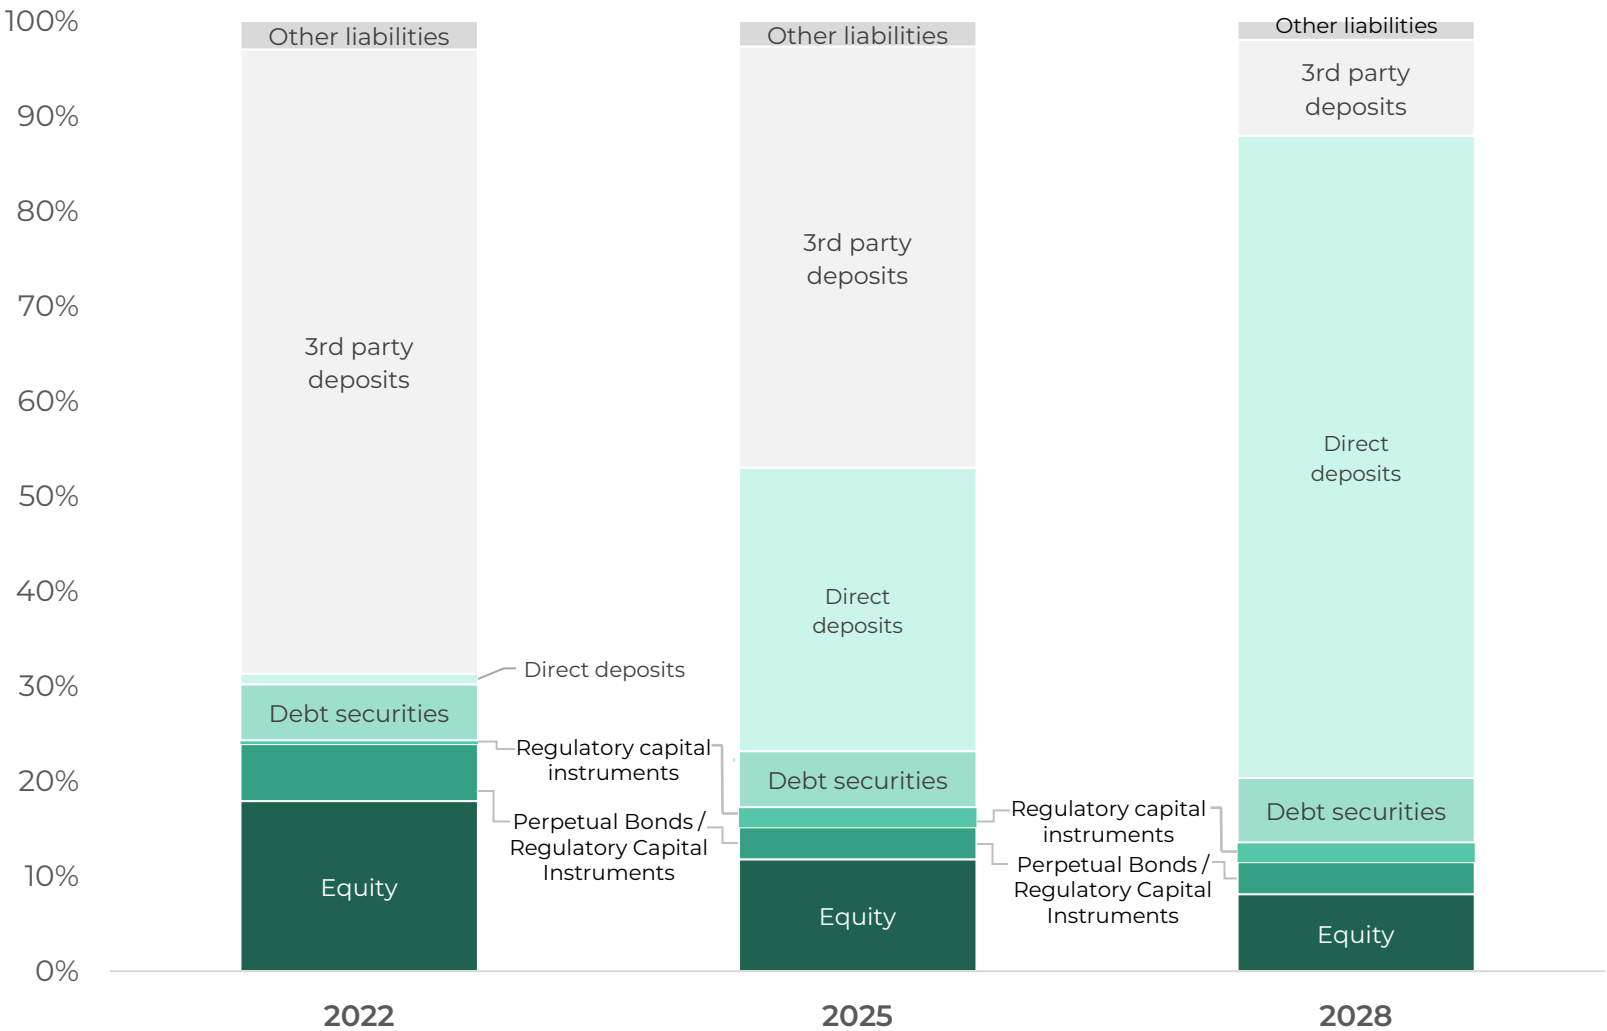 100%
90%
80%
70%
60%
50%
40%
30%
20%
10%
0%
Other liabilities
3rd party
deposits
Direct deposits
Debt securities
Regulatory capital
instruments
Perpetual Bonds /
Regulatory Capital
Instruments
Equity
2022
Other liabilities
3rd party
deposits
Direct
deposits
Debt securities
Regulatory capital
instruments
Perpetual Bonds /
Regulatory Capital
Instruments
Equity
2025
Other liabilities
3rd party
deposits
Direct
deposits
Debt securities
Equity
2028